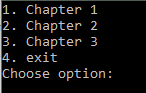 1. Chapter 1
2. Chapter 2
3. Chapter 3
4. exit
Choose option: